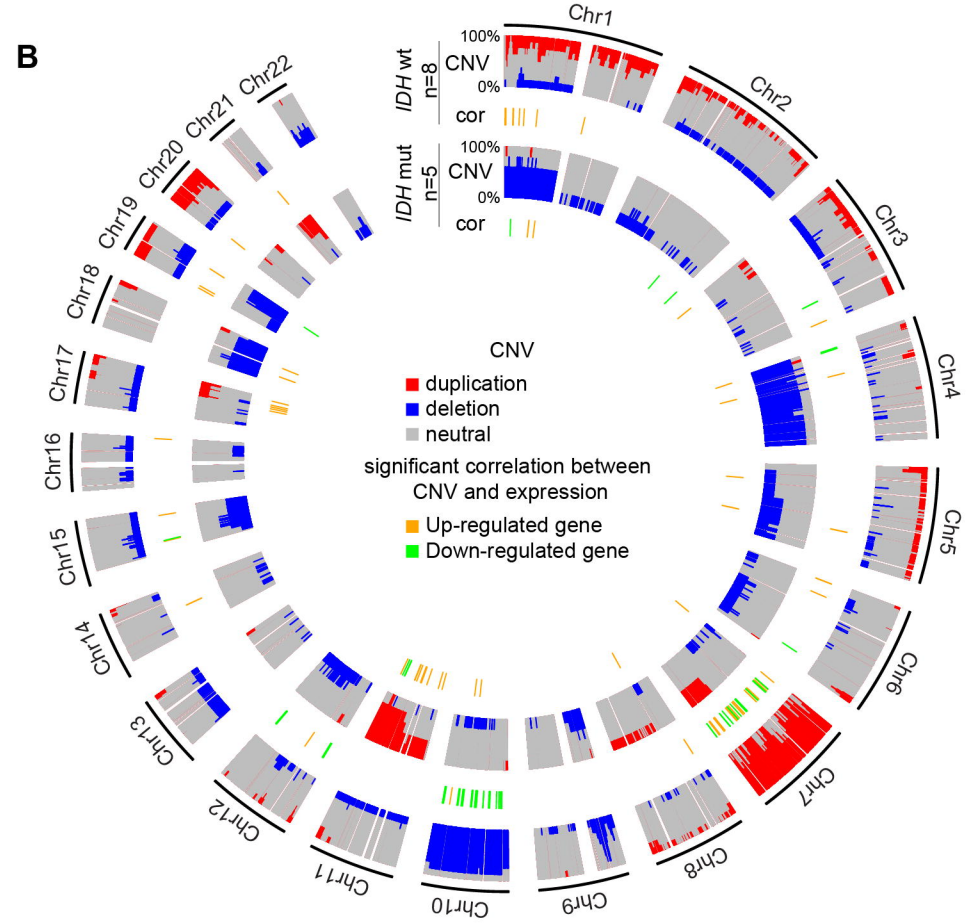 B
IDH wt
n=8
100%
CNV
0%
cor
IDH mut
n=5
100%
CNV
0%
cor
Chr1
Chr2
Chr3
Chr4
Chr5
Chr6
Chr7
Chr8
Chr9
Chr10
Chr11
Chr12
Chr13
Chr14
Chr15
Chr16
Chr17
Chr18
Chr19
Chr20
Chr21
Chr22
CNV
duplication
deletion
neutral
significant correlation between
CNV and expression
Up-regulated gene
Down-regulated gene